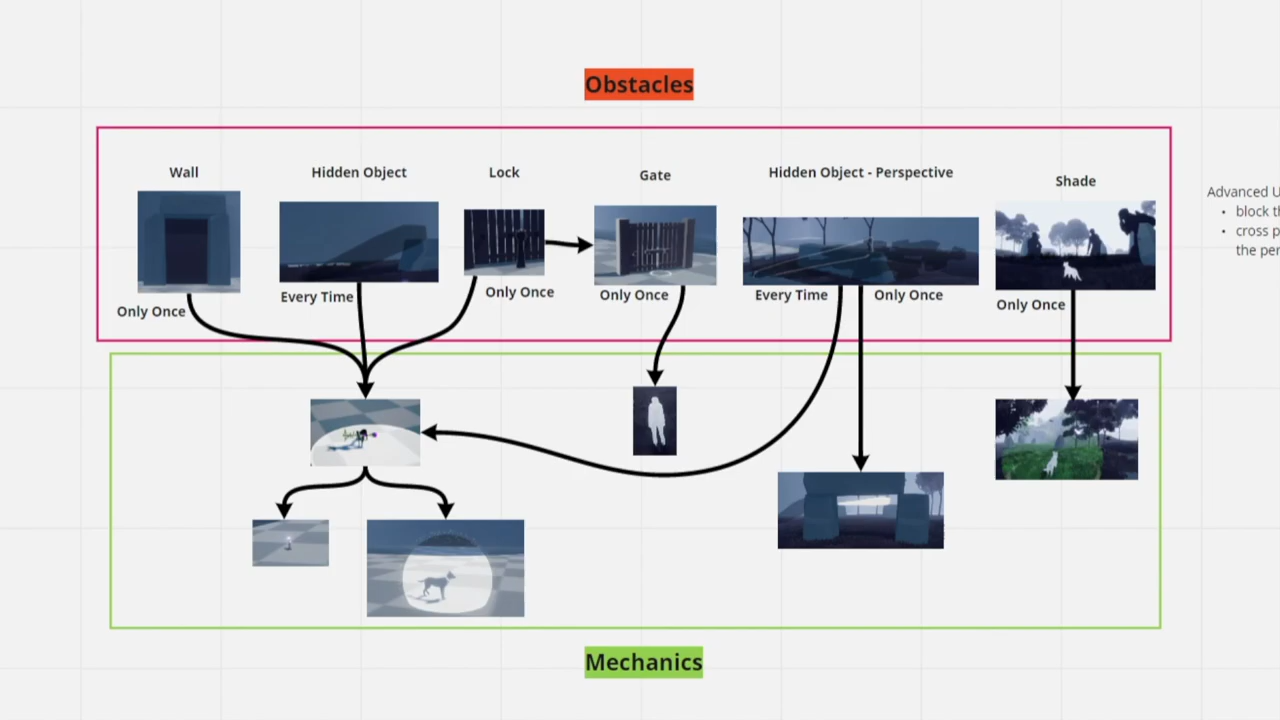 Obstacles
Wall
Hidden Object
Lock
Gate
Hidden Object - Perspective
Shade
Only Once
Every Time
Only Once
Only Once
Every Time
Only Once
Only Once
Advanced U
• block th
• cross p
the per
Mechanics